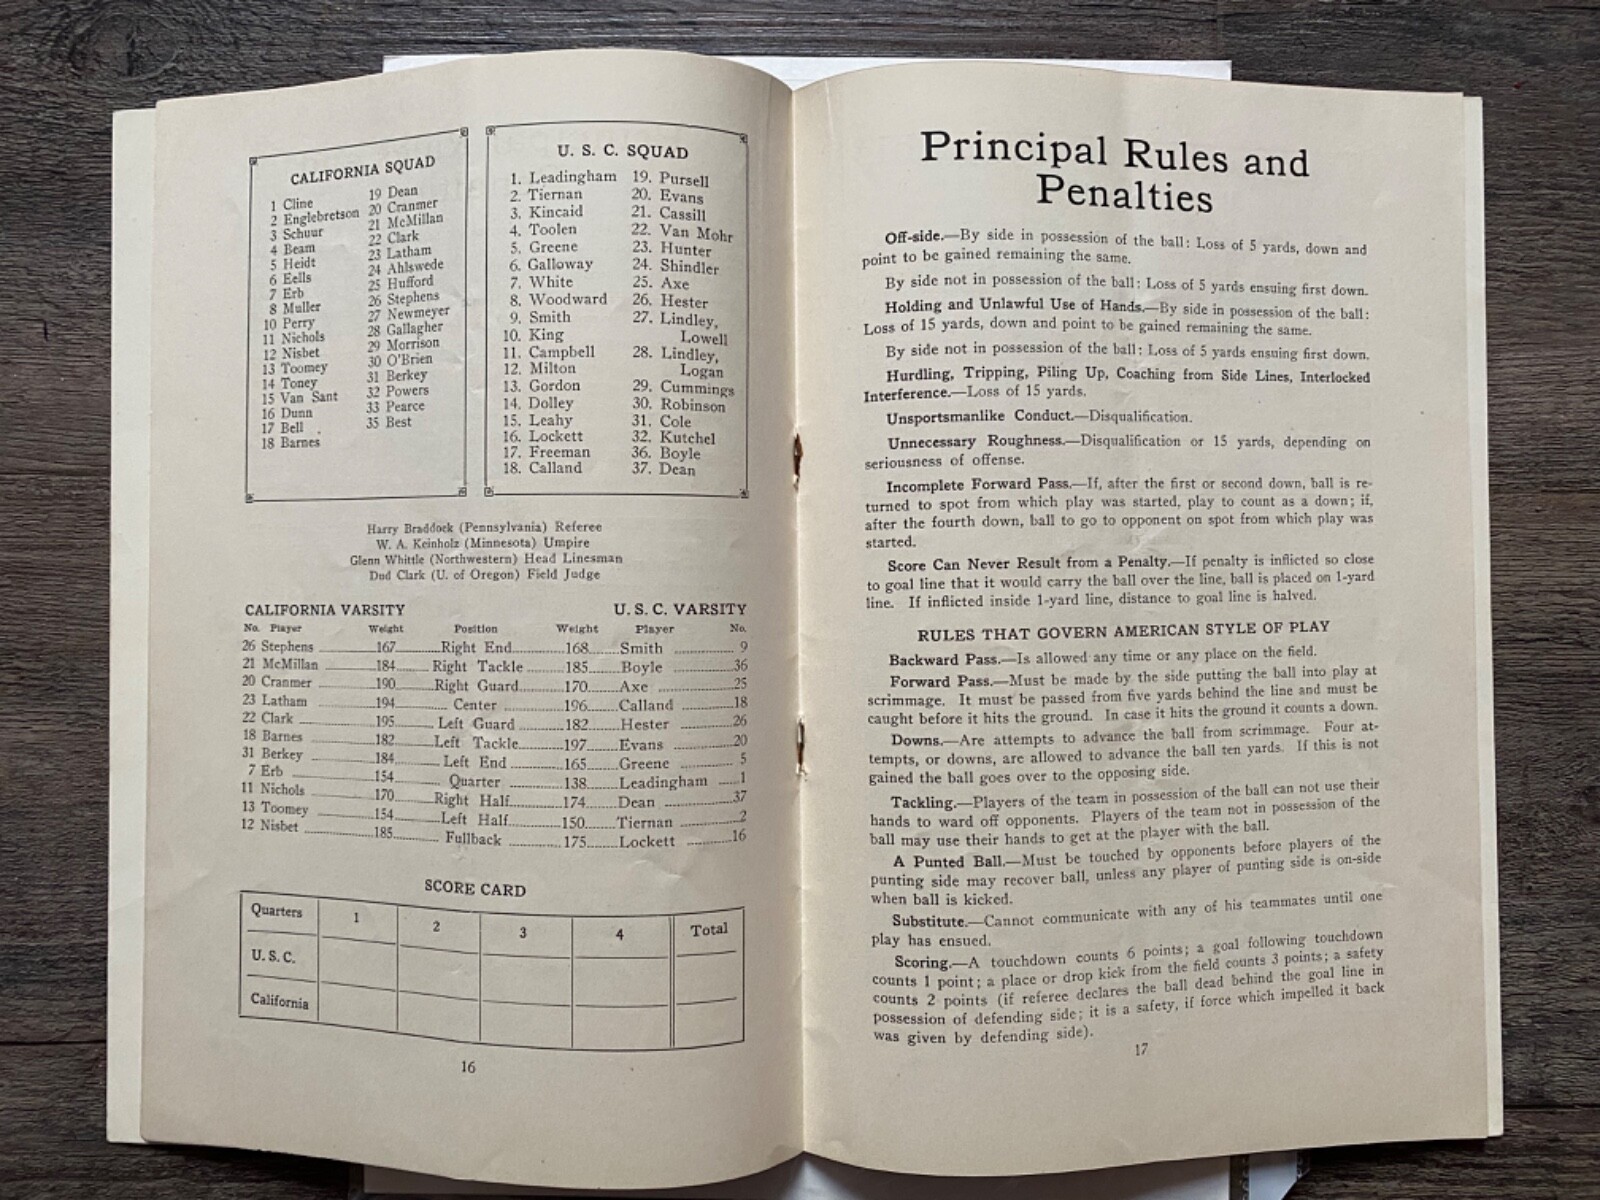 CALIFORNIA SQUAD
1 Cline
2 Englebretson
3 Schuur
4 Beam
5 Heidt
6 Eells
7 Erb
8 Muller
10 Perry
11 Nichols
12 Nisbet
13 Toomey
14 Toney
15 Van Sant
16 Dunn
17 Bell
18 Barnes
19 Dean
20 Cranmer
21 McMillan
22 Clark
23 Latham
24 Ahlswede
25 Hufford
26 Stephens
27 Newmeyer
28 Gallagher
29 Morrison
30 O'Brien
31 Berkey
32 Powers
33 Pearce
35 Best
U. S. C. SQUAD
1. Leadingham
2. Tiernan
3. Kincaid
4. Toolen
5. Greene
6. Galloway
7. White
8. Woodward
9. Smith
10. King
11. Campbell
12. Milton
13. Gordon
14. Dolley
15. Leahy
16. Lockett
17. Freeman
18. Calland
19. Pursell
20. Evans
21. Cassill
22. Van Mohr
23. Hunter
24. Shindler
25. Axe
26. Hester
27. Lindley,
Lowell
28. Lindley,
Logan
29. Cummings
30. Robinson
31. Cole
32. Kutchel
36. Boyle
37. Dean
Harry Braddock (Pennsylvania) Referee
W. A. Keinholz (Minnesota) Umpire
Glenn Whittle (Northwestern) Head Linesman
Dud Clark (U. of Oregon) Field Judge
CALIFORNIA VARSITY U. S. C. VARSITY
No. Player Weight Position Weight Player No.
26 Stephens 167 Right End 168 Smith 9
21 McMillan 184 Right Tackle 185 Boyle 36
20 Cranmer 190 Right Guard 170 Axe 25
23 Latham 194 Center 196 Calland 18
22 Clark 195 Left Guard 182 Hester 26
18 Barnes 182 Left Tackle 197 Evans 20
31 Berkey 184 Left End 165 Greene 5
7 Erb 154 Quarter 138 Leadingham 1
11 Nichols 170 Right Half 174 Dean 37
13 Toomey 154 Left Half 150 Tiernan 2
12 Nisbet 185 Fullback 175 Lockett 16
SCORE CARD
Quarters 1 2 3 4 Total
U. S. C.
California
16
Principal Rules and
Penalties
Off-side.—By side in possession of the ball: Loss of 5 yards, down and
point to be gained remaining the same.
By side not in possession of the ball: Loss of 5 yards ensuing first down.
Holding and Unlawful Use of Hands.—By side in possession of the ball:
Loss of 15 yards, down and point to be gained remaining the same.
By side not in possession of the ball: Loss of 5 yards ensuing first down.
Hurdling, Tripping, Piling Up, Coaching from Side Lines, Interlocked
Interference.—Loss of 15 yards.
Unsportsmanlike Conduct.—Disqualification.
Unnecessary Roughness.—Disqualification or 15 yards, depending on
seriousness of offense.
Incomplete Forward Pass.—If, after the first or second down, ball is re-
turned to spot from which play was started, play to count as a down; if,
after the fourth down, ball to go to opponent on spot from which play was
started.
Score Can Never Result from a Penalty.—If penalty is inflicted so close
to goal line that it would carry the ball over the line, ball is placed on 1-yard
line. If inflicted inside 1-yard line, distance to goal line is halved.
RULES THAT GOVERN AMERICAN STYLE OF PLAY
Backward Pass.—Is allowed any time or any place on the field.
Forward Pass.—Must be made by the side putting the ball into play at
scrimmage. It must be passed from five yards behind the line and must be
caught before it hits the ground. In case it hits the ground it counts a down.
Downs.—Are attempts to advance the ball from scrimmage. Four at-
tempts, or downs, are allowed to advance the ball ten yards. If this is not
gained the ball goes over to the opposing side.
Tackling.—Players of the team in possession of the ball can not use their
hands to ward off opponents. Players of the team not in possession of the
ball may use their hands to get at the player with the ball.
A Punted Ball.—Must be touched by opponents before players of the
punting side may recover ball, unless any player of punting side is on-side
when ball is kicked.
Substitute.—Cannot communicate with any of his teammates until one
play has ensued.
Scoring.—A touchdown counts 6 points; a goal following touchdown
counts 1 point; a place or drop kick from the field counts 3 points; a safety
counts 2 points (if referee declares the ball dead behind the goal line in
possession of defending side; it is a safety, if force which impelled it back
was given by defending side).
17